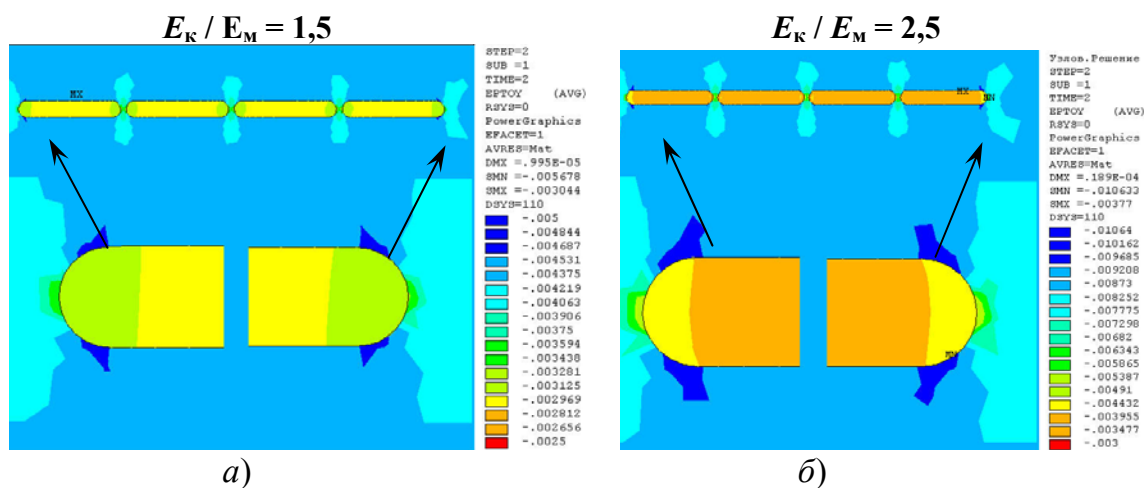 Eк / Eм = 1,5
STEP=2
SUB =1
TIME=2
EPTOY (AVG)
RSYS=0
PowerGraphics
EFACET=1
AVRES=Mat
DMX =.995E-05
SMN =-.005678
SMX =-.003044
DSYS=110
-.005
-.004844
-.004687
-.004531
-.004375
-.004219
-.004063
-.003906
-.00375
-.003594
-.003438
-.003281
-.003125
-.002969
-.002812
-.002656
-.0025
MX
а)
Eк / Eм = 2,5
Узлов.Решение
STEP=2
SUB =1
TIME=2
EPTOY (AVG)
RSYS=0
PowerGraphics
EFACET=1
AVRES=Mat
DMX =.189E-04
SMN =-.010633
SMX =-.00377
DSYS=110
-.01064
-.010162
-.009685
-.009208
-.00873
-.008252
-.007775
-.007298
-.00682
-.006343
-.005865
-.005387
-.00491
-.004432
-.003955
-.003477
-.003
MX
MN
MN
б)